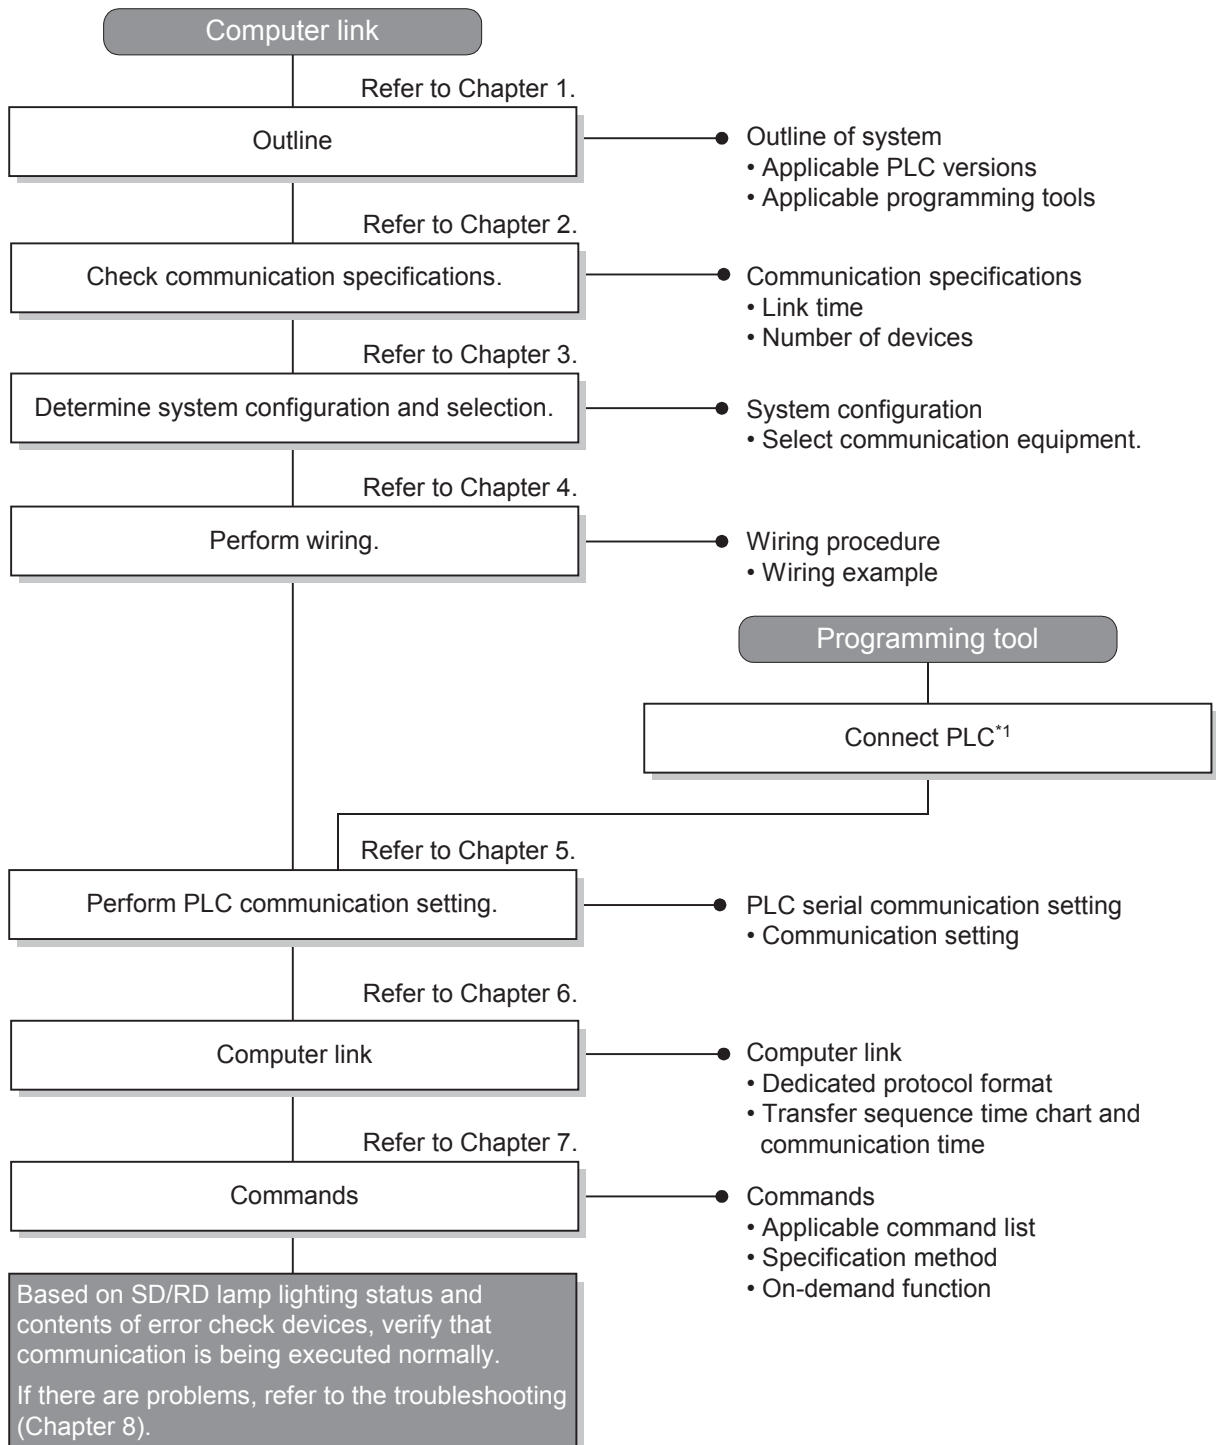 Computer link
Refer to Chapter 1.
Outline
Outline of system
• Applicable PLC versions
• Applicable programming tools
Refer to Chapter 2.
Check communication specifications.
Communication specifications
• Link time
• Number of devices
Refer to Chapter 3.
Determine system configuration and selection.
System configuration
• Select communication equipment.
Refer to Chapter 4.
Perform wiring.
Wiring procedure
• Wiring example
Programming tool
Connect PLC*1
Refer to Chapter 5.
Perform PLC communication setting.
PLC serial communication setting
• Communication setting
Refer to Chapter 6.
Computer link
Computer link
• Dedicated protocol format
• Transfer sequence time chart and
communication time
Refer to Chapter 7.
Commands
Commands
• Applicable command list
• Specification method
• On-demand function
Based on SD/RD lamp lighting status and
contents of error check devices, verify that
communication is being executed normally.
If there are problems, refer to the troubleshooting
(Chapter 8).